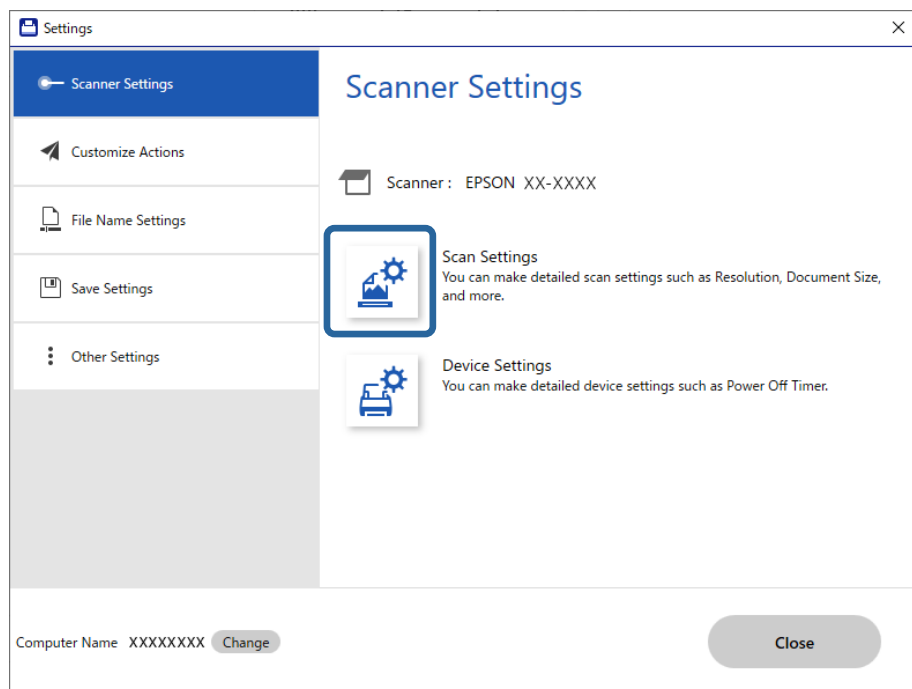 Settings
Scanner Settings
Customize Actions
File Name Settings
Save Settings
Other Settings
Scanner Settings
Scanner : EPSON XX-XXXX
Scan Settings
You can make detailed scan settings such as Resolution, Document Size,
and more.
Device Settings
You can make detailed device settings such as Power Off Timer.
Computer Name XXXXXXXX Change
Close